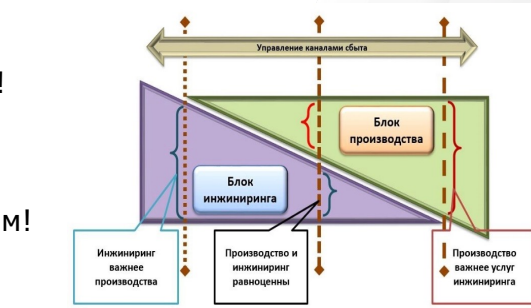 Управление каналами сбыта
!
Блок
производства
Блок
инжиниринга
м!
Инжиниринг
важнее
производства
Производство и
инжиниринг
равноценны
Производство
важнее услуг
инжиниринга